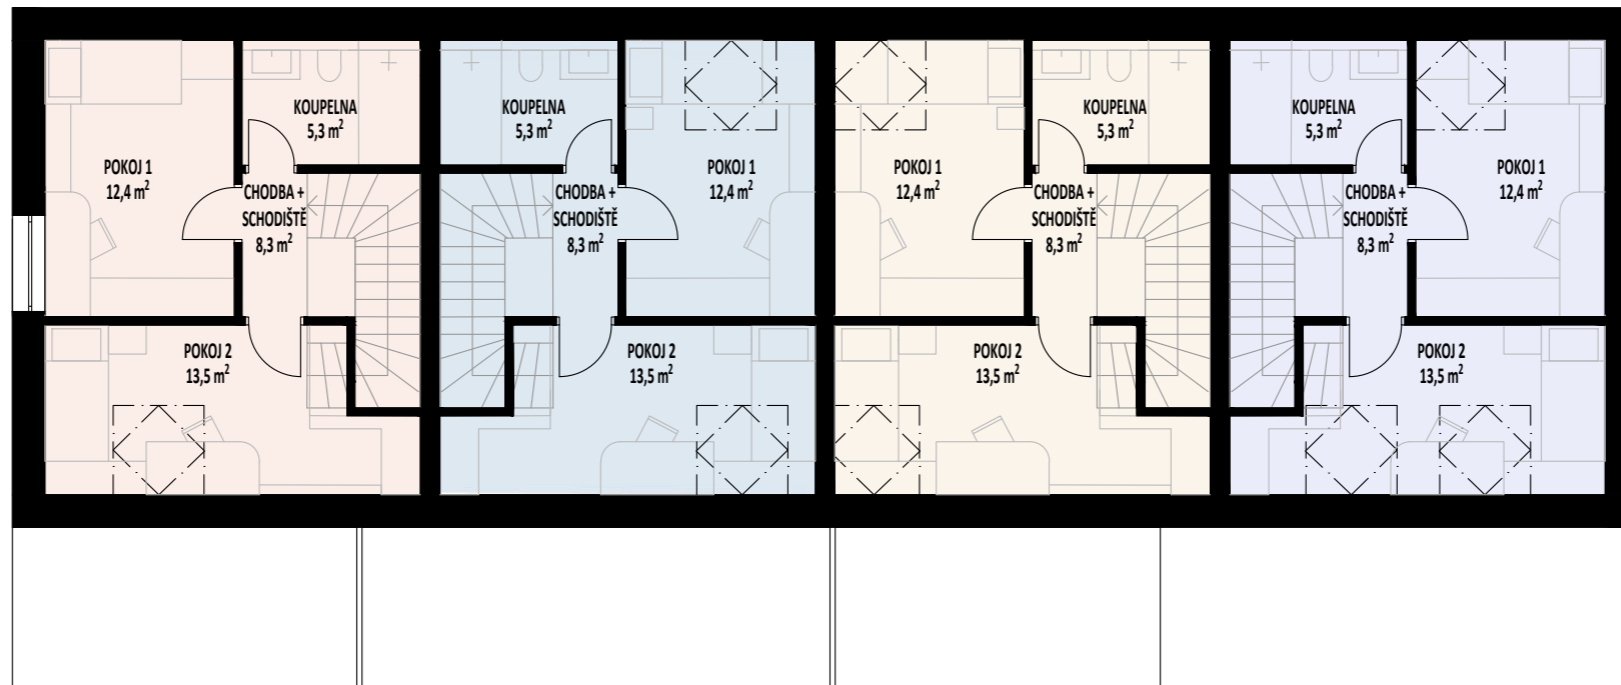 KOUPELNA
5,3 m²
POKOJ 1
12,4 m²
CHODBA +
SCHODIŠTĚ
8,3 m²
POKOJ 2
13,5 m²
KOUPELNA
5,3 m²
POKOJ 1
12,4 m²
CHODBA +
SCHODIŠTĚ
8,3 m²
POKOJ 2
13,5 m²
KOUPELNA
5,3 m²
POKOJ 1
12,4 m²
CHODBA +
SCHODIŠTĚ
8,3 m²
POKOJ 2
13,5 m²
KOUPELNA
5,3 m²
POKOJ 1
12,4 m²
CHODBA +
SCHODIŠTĚ
8,3 m²
POKOJ 2
13,5 m²